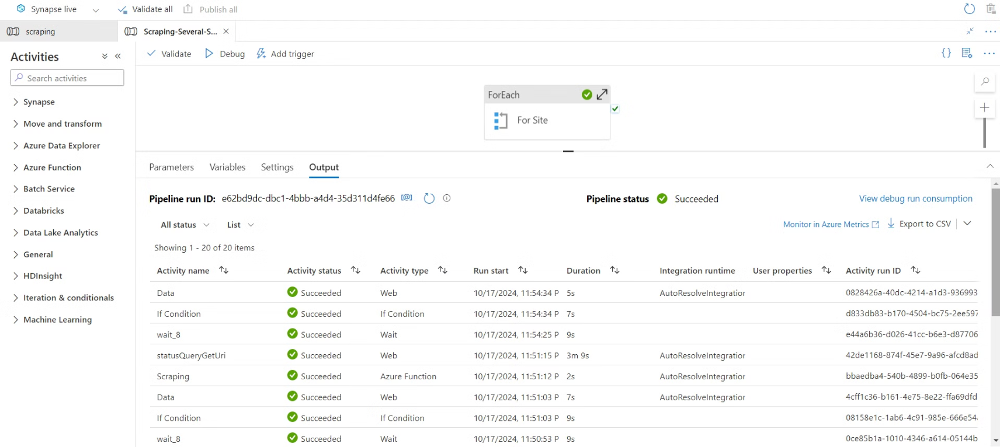 Synapse live Validate all Publish all
scraping Scraping-Several-S...
Activities Validate Debug Add trigger
Search activities
Synapse
Move and transform
Azure Data Explorer
Azure Function
Batch Service
Databricks
Data Lake Analytics
General
HDInsight
Iteration & conditionals
Machine Learning
ForEach
For Site
Parameters Variables Settings Output
Pipeline run ID: e62bd9dc-dbc1-4bbb-a4d4-35d311d4fe66 Pipeline status Succeeded View debug run consumption
All status List Monitor in Azure Metrics Export to CSV
Showing 1 - 20 of 20 items
Activity name Activity status Activity type Run start Duration Integration runtime User properties Activity run ID
Data Succeeded Web 10/17/2024, 11:54:34 P 5s AutoResolveIntegration 0828426a-40dc-4214-a1d3-936993
If Condition Succeeded If Condition 10/17/2024, 11:54:34 P 7s d833db83-b170-4504-bc75-2ee597
wait_8 Succeeded Wait 10/17/2024, 11:54:25 P 9s e44a6b36-d026-41cc-b6e3-d87706
statusQueryGetUri Succeeded Web 10/17/2024, 11:51:15 P 3m 9s AutoResolveIntegration 42de1168-874f-45e7-9a96-afcd8ad
Scraping Succeeded Azure Function 10/17/2024, 11:51:12 P 2s AutoResolveIntegration bbaedba4-540b-4899-b0fb-064e35
Data Succeeded Web 10/17/2024, 11:51:03 P 7s AutoResolveIntegration 4cff1c36-b161-4e75-8e22-ffa69dfd
If Condition Succeeded If Condition 10/17/2024, 11:51:03 P 9s 08158e1c-1ab6-4c91-985e-666e54
wait_8 Succeeded Wait 10/17/2024, 11:50:53 P 9s 0ce85b1a-1010-4346-a614-05144b